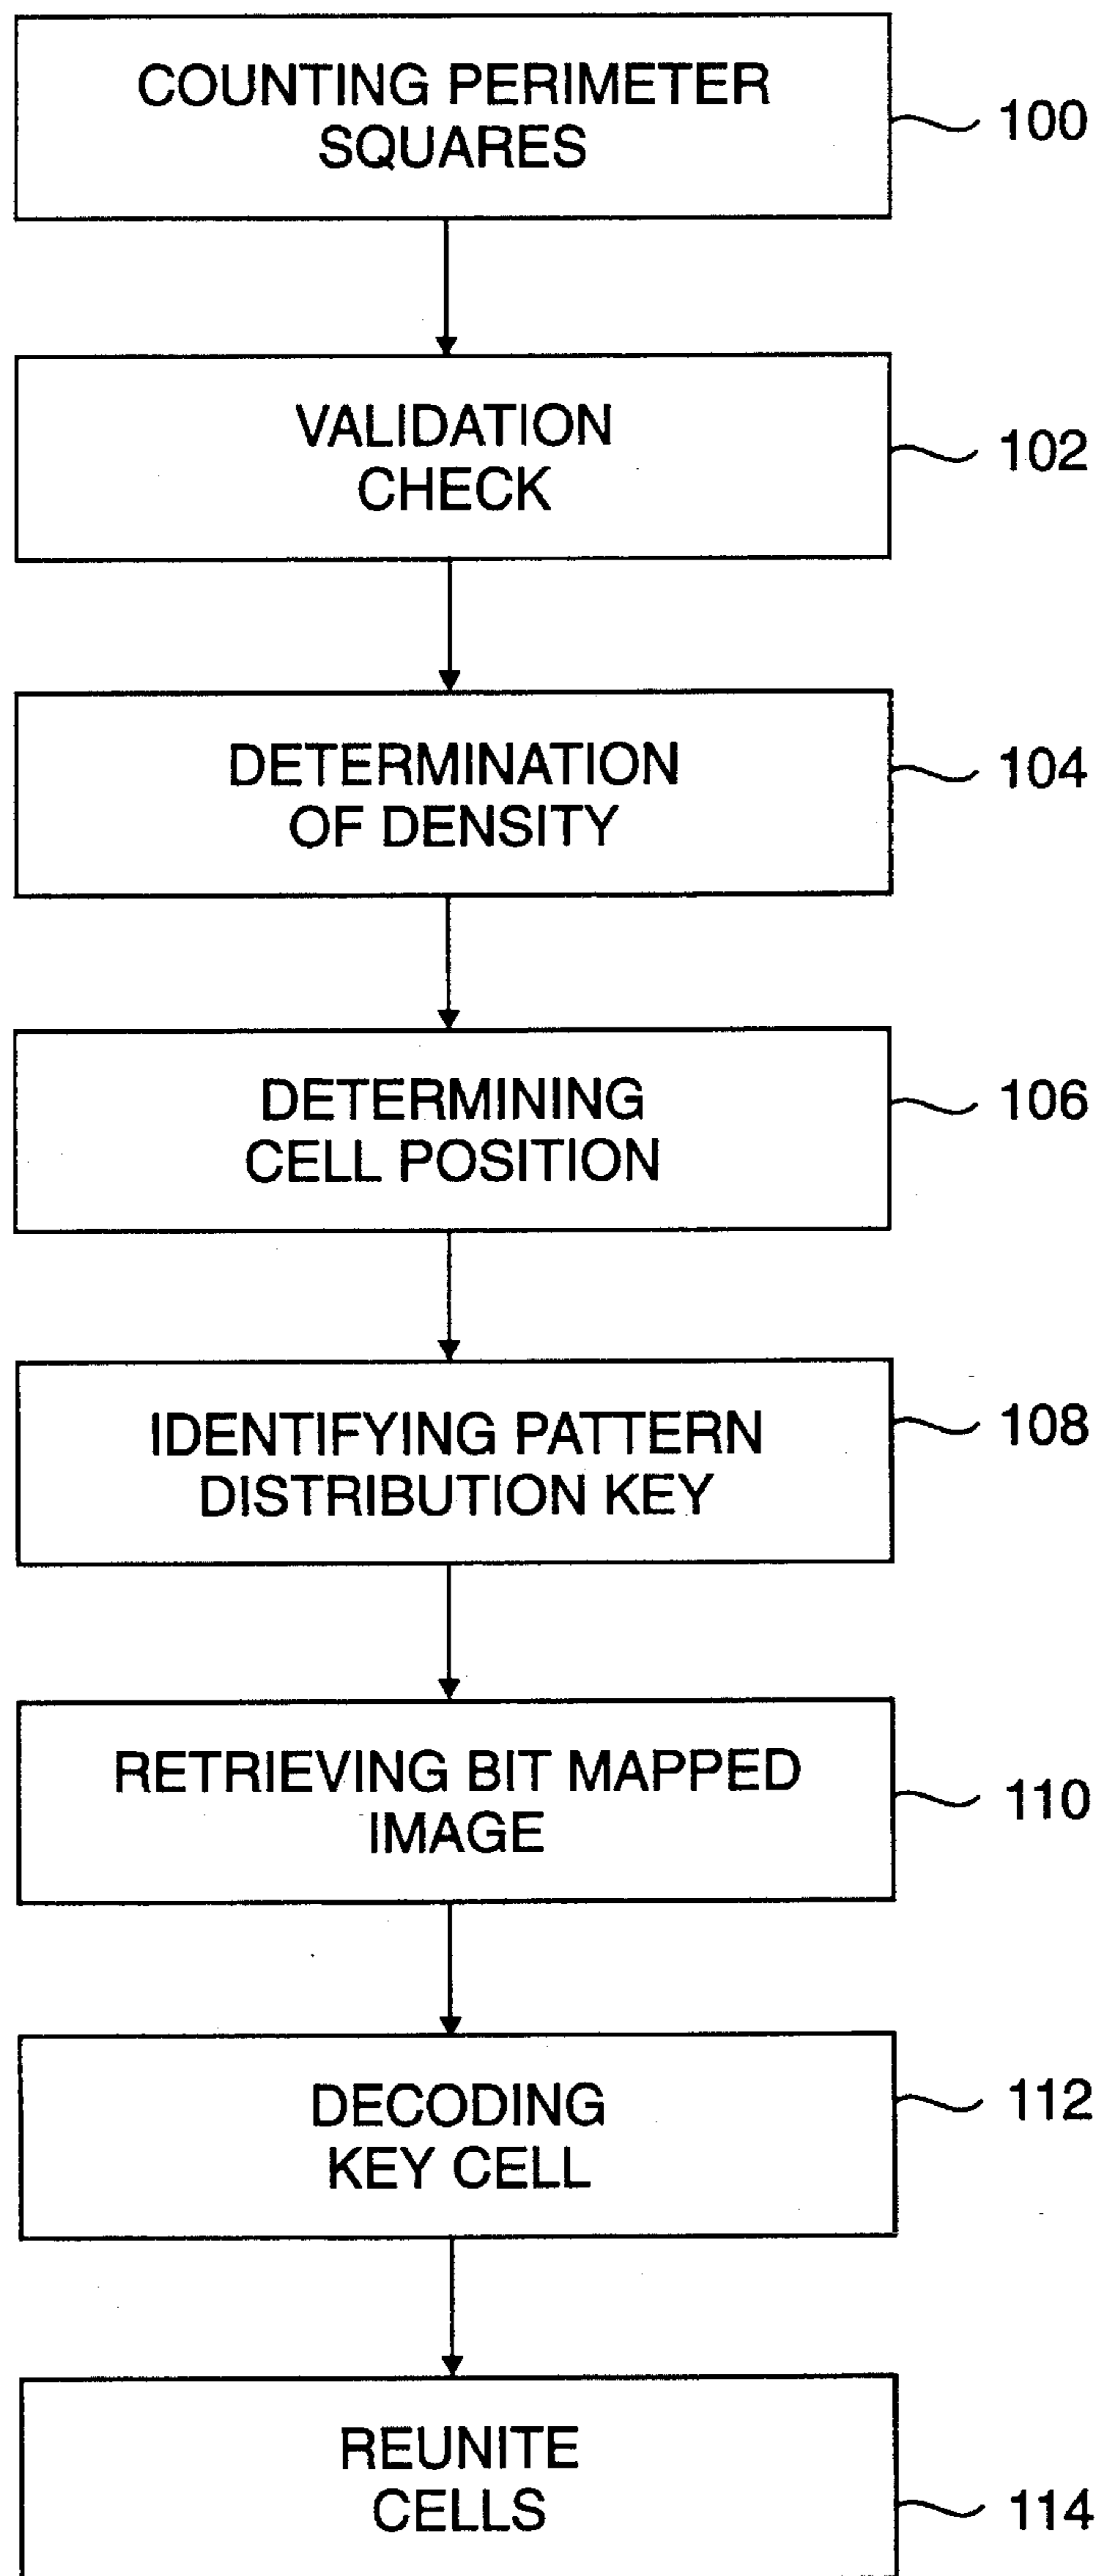 COUNTING PERIMETER
SQUARES
100
VALIDATION
CHECK
102
DETERMINATION
OF DENSITY
104
DETERMINING
CELL POSITION
106
IDENTIFYING PATTERN
DISTRIBUTION KEY
108
RETRIEVING BIT MAPPED
IMAGE
110
DECODING
KEY CELL
112
REUNITE
CELLS
114